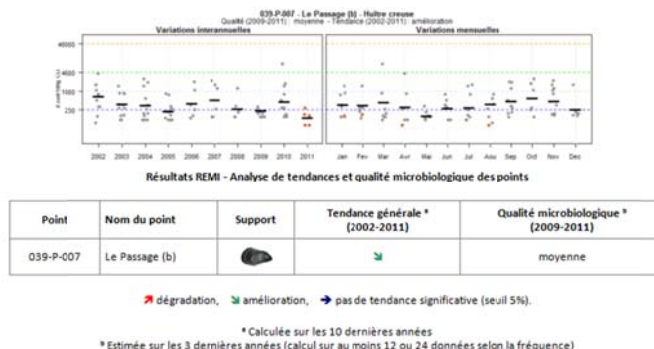 039-P-007 - Le Passage (b) - Huître creuse
Qualité (2009-2011) : moyenne - Tendance (2002-2011) : amélioration
Variations interannuelles Variations mensuelles
4600
1000
230
2002 2003 2004 2005 2006 2007 2008 2009 2010 2011 Jan Fev Mar Avr Mai Jun Jul Aou Sep Oct Nov Dec
Résultats REMI - Analyse de tendances et qualité microbiologique des points
Point Nom du point Support Tendance générale ª (2002-2011) Qualité microbiologique ᵇ (2009-2011)
039-P-007 Le Passage (b) moyenne
dégradation, amélioration, pas de tendance significative (seuil 5%).
ª Calculée sur les 10 dernières années
ᵇ Estimée sur les 3 dernières années (calcul sur au moins 12 ou 24 données selon la fréquence)